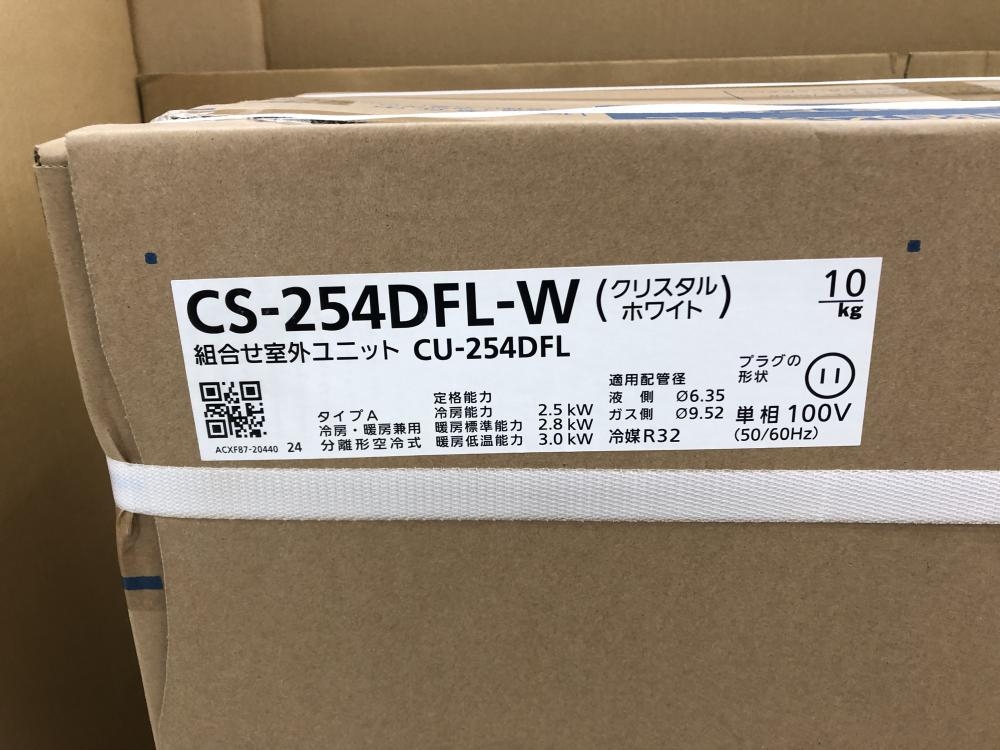 CS-254DFL-W (クリスタル
ホワイト)
10
kg
組合せ室外ユニット CU-254DFL
ACXF87-20440 24
タイプA
冷房・暖房兼用
分離形空冷式
定格能力
冷房能力 2.5 kW
暖房標準能力 2.8 kW
暖房低温能力 3.0 kW
適用配管径
液 側 Ø6.35
ガス側 Ø9.52
冷媒R32
プラグの
形状
単相 100V
(50/60Hz)